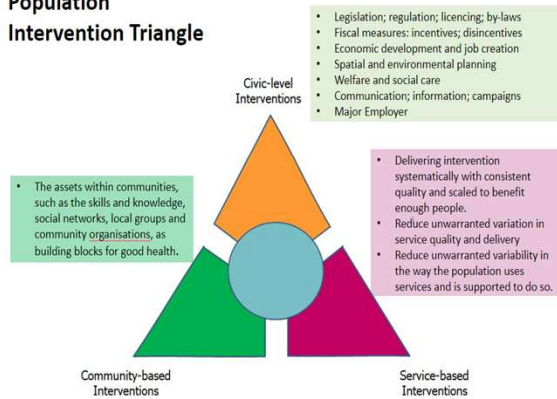 Population
Intervention Triangle
• Legislation; regulation; licencing; by-laws
• Fiscal measures: incentives; disincentives
• Economic development and job creation
• Spatial and environmental planning
• Welfare and social care
• Communication; information; campaigns
• Major Employer
Civic-level
Interventions
• The assets within communities,
such as the skills and knowledge,
social networks, local groups and
community organisations, as
building blocks for good health.
• Delivering intervention
systematically with consistent
quality and scaled to benefit
enough people.
• Reduce unwarranted variation in
service quality and delivery
• Reduce unwarranted variability in
the way the population uses
services and is supported to do so.
Community-based
Interventions
Service-based
Interventions